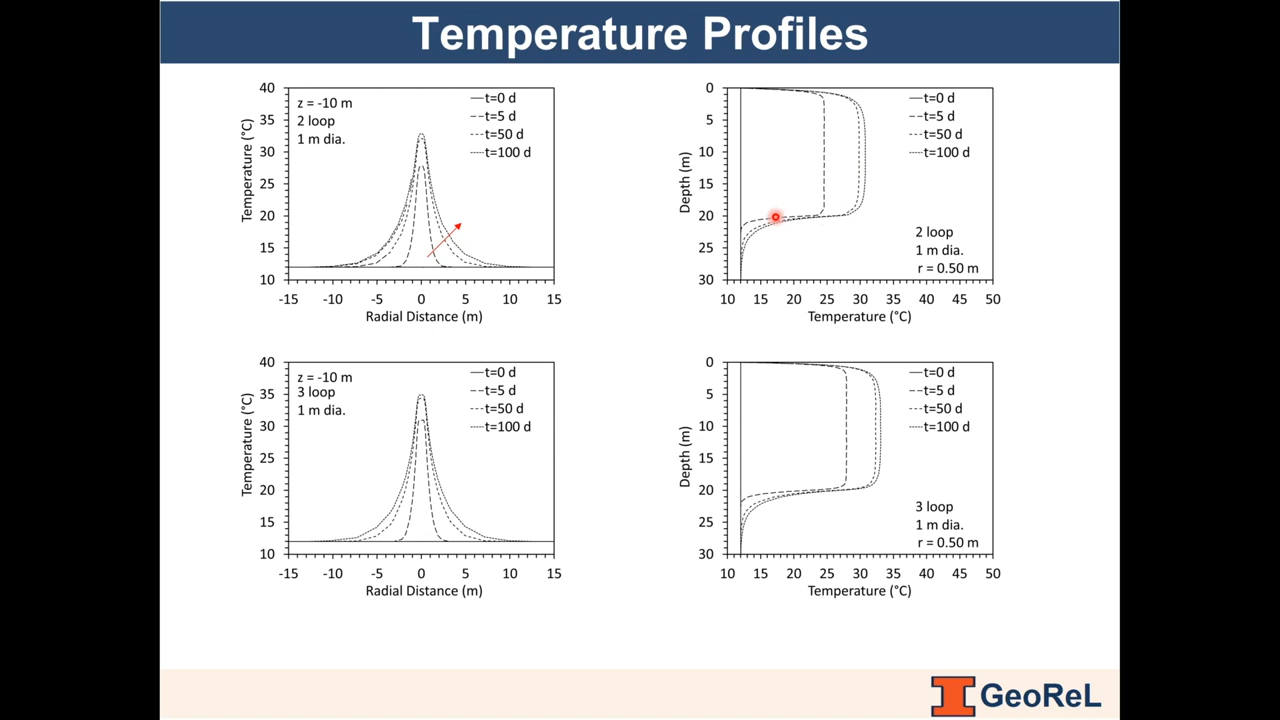 Temperature Profiles
40
35
30
25
20
15
10
Temperature (°C)
z = -10 m
2 loop
1 m dia.
t=0 d
t=5 d
t=50 d
t=100 d
-15 -10 -5 0 5 10 15
Radial Distance (m)
0
5
10
15
20
25
30
Depth (m)
t=0 d
t=5 d
t=50 d
t=100 d
2 loop
1 m dia.
r = 0.50 m
10 15 20 25 30 35 40 45 50
Temperature (°C)
40
35
30
25
20
15
10
Temperature (°C)
z = -10 m
3 loop
1 m dia.
t=0 d
t=5 d
t=50 d
t=100 d
-15 -10 -5 0 5 10 15
Radial Distance (m)
0
5
10
15
20
25
30
Depth (m)
t=0 d
t=5 d
t=50 d
t=100 d
3 loop
1 m dia.
r = 0.50 m
10 15 20 25 30 35 40 45 50
Temperature (°C)
I GeoReL